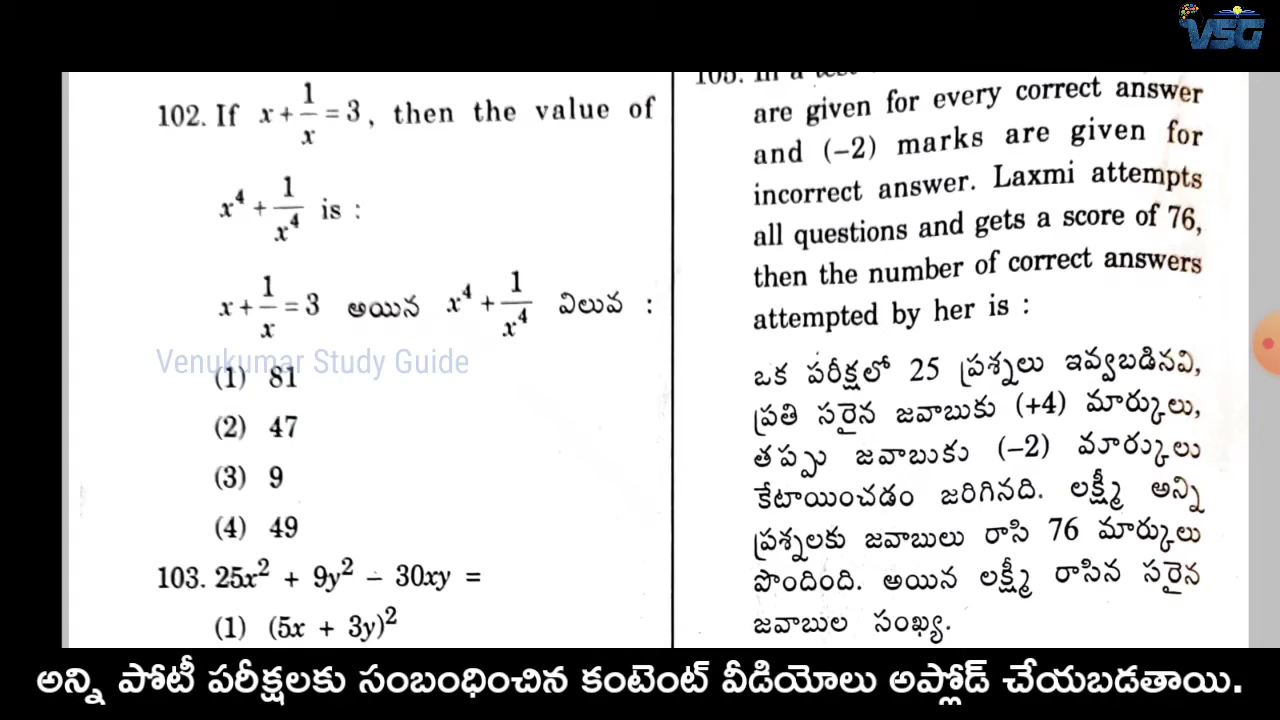 VSG
102. If x + 1/x = 3, then the value of
x⁴ + 1/x⁴ is :
x + 1/x = 3 అయిన x⁴ + 1/x⁴ విలువ :
Venukumar Study Guide
(1) 81
(2) 47
(3) 9
(4) 49
103. 25x² + 9y² – 30xy =
(1) (5x + 3y)²
105. In a test
are given for every correct answer
and (–2) marks are given for
incorrect answer. Laxmi attempts
all questions and gets a score of 76,
then the number of correct answers
attempted by her is :
ఒక పరీక్షలో 25 ప్రశ్నలు ఇవ్వబడినవి,
ప్రతి సరైన జవాబుకు (+4) మార్కులు,
తప్పు జవాబుకు (–2) మార్కులు
కేటాయించడం జరిగినది. లక్ష్మీ అన్ని
ప్రశ్నలకు జవాబులు రాసి 76 మార్కులు
పొందింది. అయిన లక్ష్మీ రాసిన సరైన
జవాబుల సంఖ్య.
అన్ని పోటీ పరీక్షలకు సంబంధించిన కంటెంట్ వీడియోలు అప్లోడ్ చేయబడతాయి.